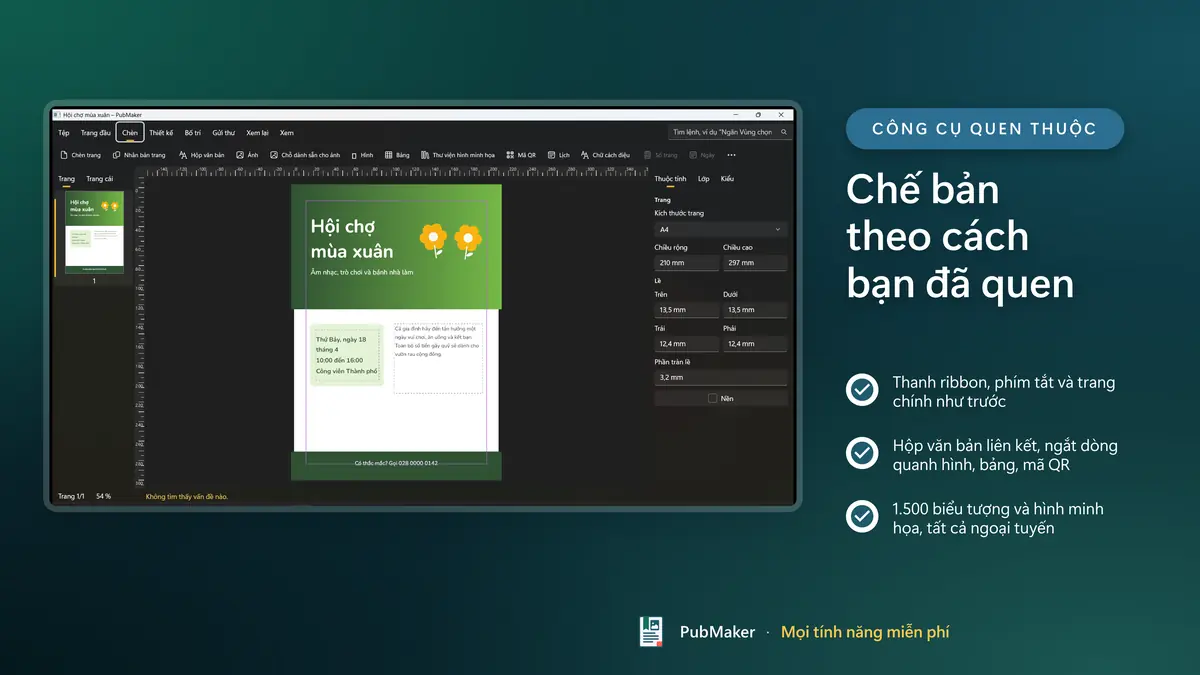 Hội chợ mùa xuân – PubMaker
Tệp Trang đầu Chèn Thiết kế Bố trí Gửi thư Xem lại Xem
Tìm lệnh, ví dụ "Ngăn Vùng chọn
Chèn trang Nhân bản trang Hộp văn bản Ảnh Chỗ dành sẵn cho ảnh Hình Bảng Thư viện hình minh họa Mã QR Lịch Chữ cách điệu Số trang Ngày
Trang Trang cái
Hội chợ
mùa xuân
1
Hội chợ
mùa xuân
Âm nhạc, trò chơi và bánh nhà làm
Thứ Bảy, ngày 18
tháng 4
10:00 đến 16:00
Công viên Thành phố
Cả gia đình hãy đến tận hưởng một
ngày vui chơi, ăn uống và kết bạn.
Toàn bộ số tiền gây quỹ sẽ dành cho
vườn rau cộng đồng.
Có thắc mắc? Gọi 028 0000 0142
Thuộc tính Lớp Kiểu
Trang
Kích thước trang
A4
Chiều rộng Chiều cao
210 mm 297 mm
Lề
Trên Dưới
13,5 mm 13,5 mm
Trái Phải
12,4 mm 12,4 mm
Phần tràn lề
3,2 mm
Nền
Trang 1/1 54 % Không tìm thấy vấn đề nào.
CÔNG CỤ QUEN THUỘC
Chế bản
theo cách
bạn đã quen
Thanh ribbon, phím tắt và trang
chính như trước
Hộp văn bản liên kết, ngắt dòng
quanh hình, bảng, mã QR
1.500 biểu tượng và hình minh
họa, tất cả ngoại tuyến
PubMaker · Mọi tính năng miễn phí